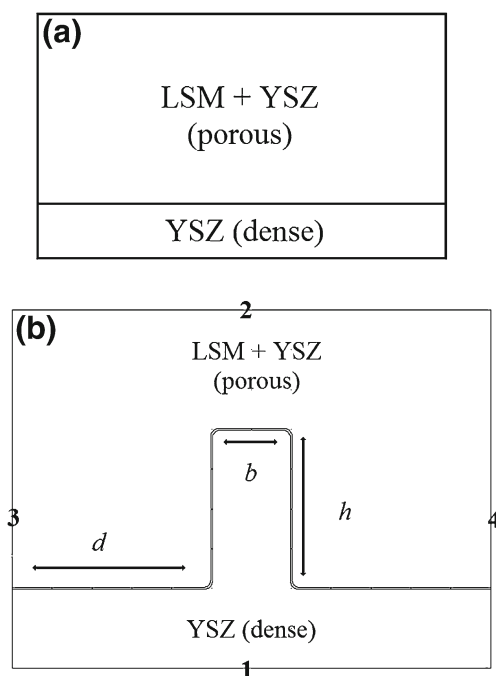 (a)
LSM + YSZ
(porous)
YSZ (dense)
(b)
2
LSM + YSZ
(porous)
b
h
3
4
d
YSZ (dense)
1